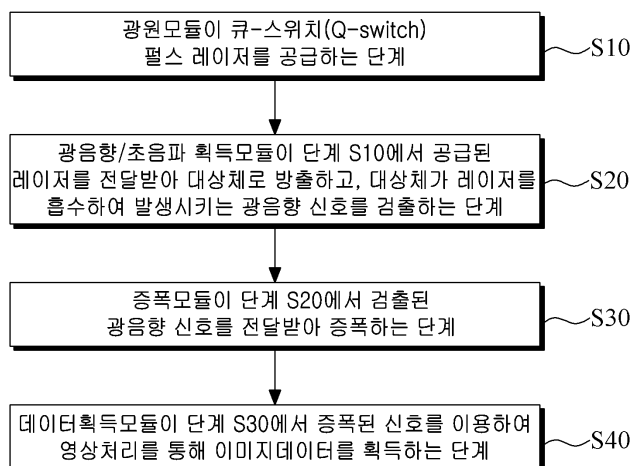 광원모듈이 큐-스위치(Q-switch)
펄스 레이저를 공급하는 단계
S10
광음향/초음파 획득모듈이 단계 S10에서 공급된
레이저를 전달받아 대상체로 방출하고, 대상체가 레이저를
흡수하여 발생시키는 광음향 신호를 검출하는 단계
S20
증폭모듈이 단계 S20에서 검출된
광음향 신호를 전달받아 증폭하는 단계
S30
데이터획득모듈이 단계 S30에서 증폭된 신호를 이용하여
영상처리를 통해 이미지데이터를 획득하는 단계
S40